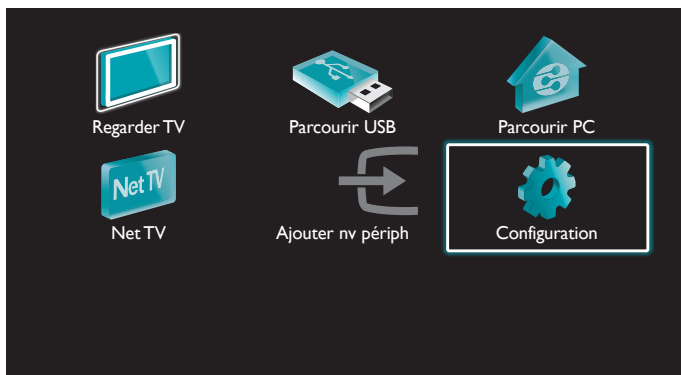 Regarder TV
Parcourir USB
Parcourir PC
Net TV
Net TV
Ajouter nv périph
Configuration